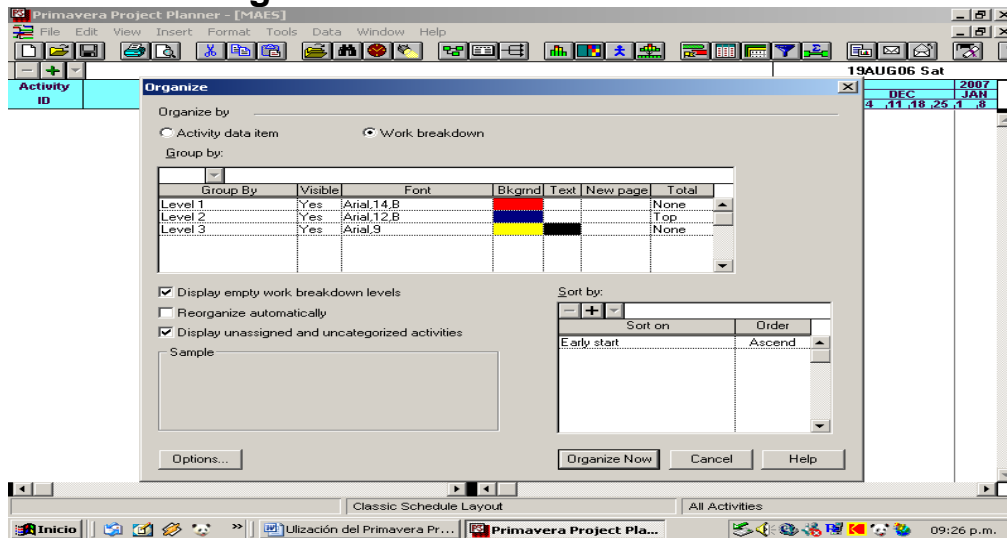 Primavera Project Planner - [MAES]
File Edit View Insert Format Tools Data Window Help
19AUG06 Sat
Activity
ID
2007
DEC JAN
4 ,11 ,18 ,25 ,1 ,8
Organize
Organize by
Activity data item Work breakdown
Group by:
Group By Visible Font Bkgrnd Text New page Total
Level 1 Yes Arial,14,B None
Level 2 Yes Arial,12,B Top
Level 3 Yes Arial,9 None
Display empty work breakdown levels
Reorganize automatically
Display unassigned and uncategorized activities
Sample
Sort by:
Sort on Order
Early start Ascend
Options... Organize Now Cancel Help
Classic Schedule Layout All Activities
Inicio » Ulización del Primavera Pr... Primavera Project Pla... 09:26 p.m.